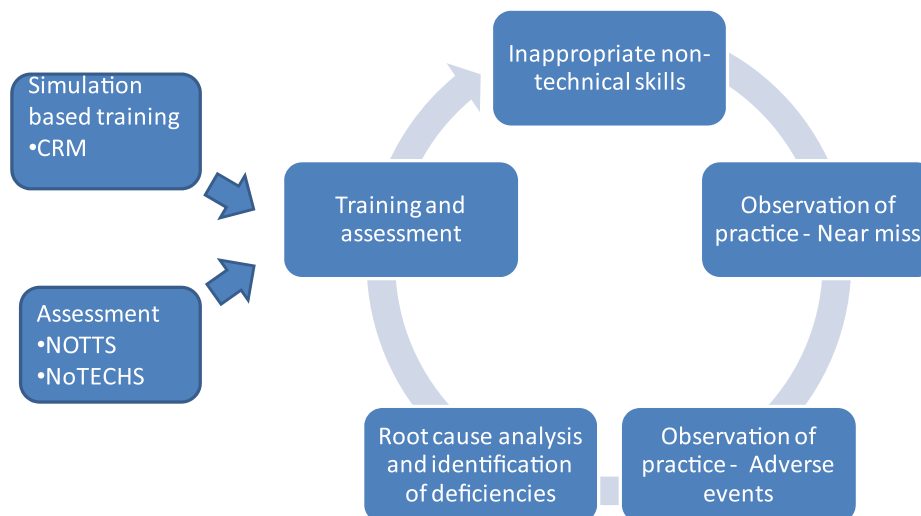 Simulation
based training
•CRM
Assessment
•NOTTS
•NoTECHS
Training and
assessment
Inappropriate non-
technical skills
Observation of
practice - Near miss
Observation of
practice - Adverse
events
Root cause analysis
and identification
of deficiencies